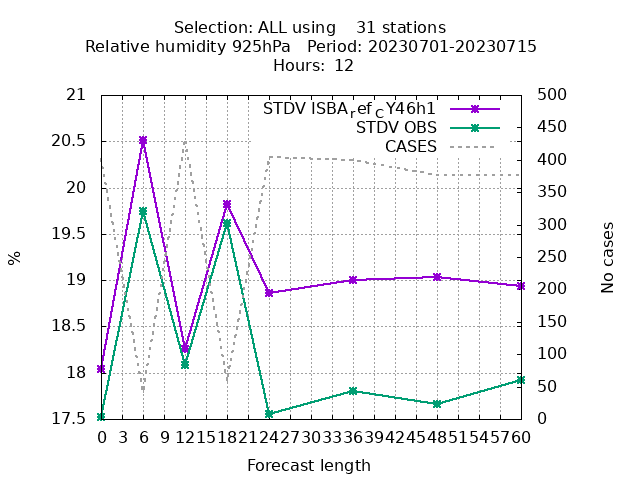 Selection: ALL using 31 stations
Relative humidity 925hPa Period: 20230701-20230715
Hours: 12
STDV ISBA_ref_CY46h1
STDV OBS
CASES
21
20.5
20
19.5
19
18.5
18
17.5
%
500
450
400
350
300
250
200
150
100
50
0
No cases
0 3 6 9 12 15 18 21 24 27 30 33 36 39 42 45 48 51 54 57 60
Forecast length